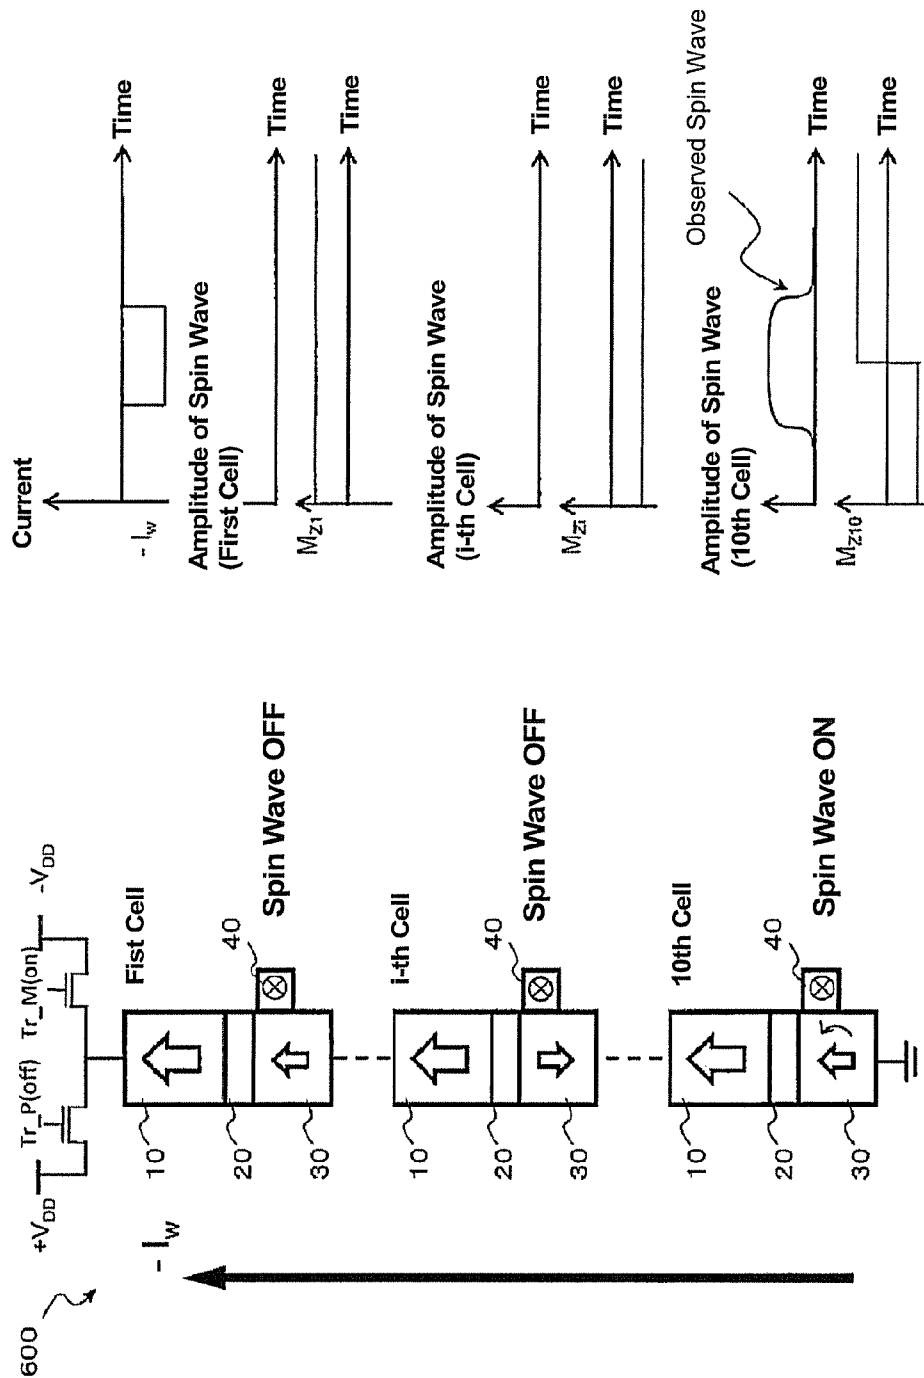 600
+V_DD
Tr_P(off)
Tr_M(on)
-V_DD
- I_W
Fist Cell
10
20
30
40
Spin Wave OFF
i-th Cell
10
20
30
40
Spin Wave OFF
10th Cell
10
20
30
40
Spin Wave ON
Current
- I_W
Time
Amplitude of Spin Wave
(First Cell)
Time
M_Z1
Time
Amplitude of Spin Wave
(i-th Cell)
Time
M_Zi
Time
Amplitude of Spin Wave
(10th Cell)
Observed Spin Wave
Time
M_Z10
Time